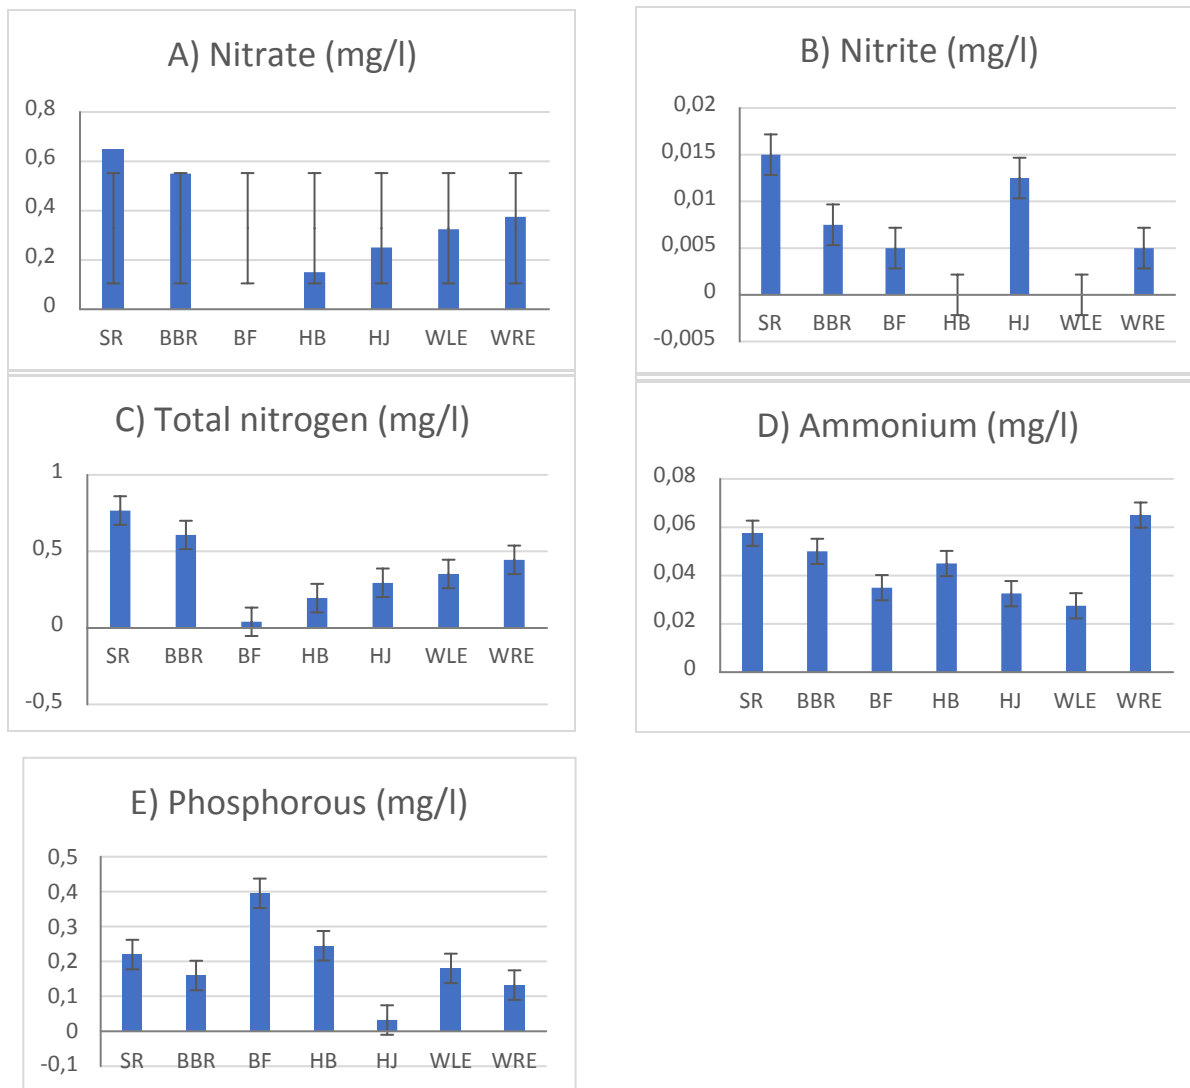 A) Nitrate (mg/l)
0,8
0,6
0,4
0,2
0
SR BBR BF HB HJ WLE WRE
B) Nitrite (mg/l)
0,02
0,015
0,01
0,005
0
-0,005
SR BBR BF HB HJ WLE WRE
C) Total nitrogen (mg/l)
1
0,5
0
-0,5
SR BBR BF HB HJ WLE WRE
D) Ammonium (mg/l)
0,08
0,06
0,04
0,02
0
SR BBR BF HB HJ WLE WRE
E) Phosphorous (mg/l)
0,5
0,4
0,3
0,2
0,1
0
-0,1
SR BBR BF HB HJ WLE WRE